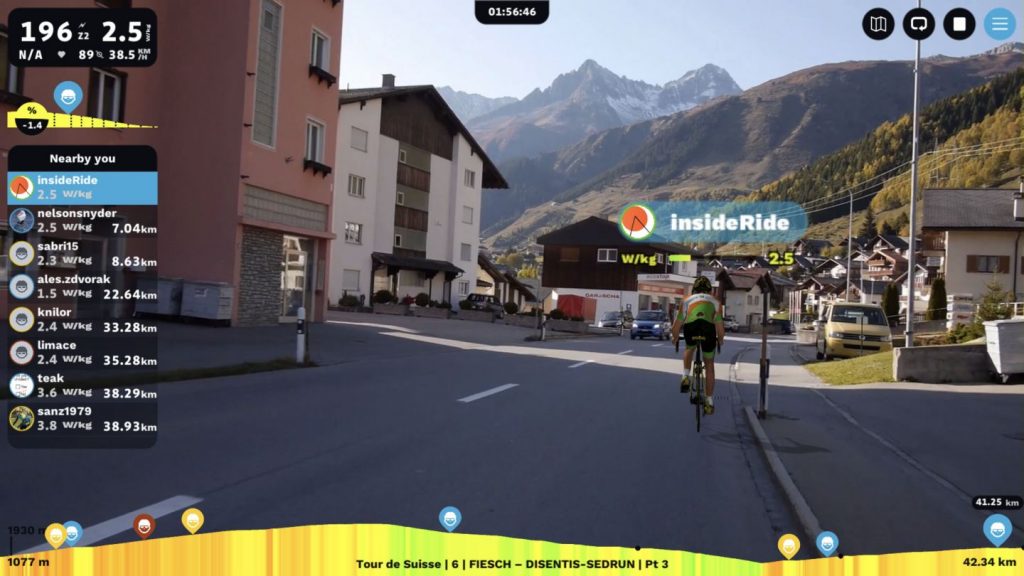 01:56:46
196 Z2 2.5 Pw/W
N/A 89 38.5 KM/H
%
-1.4
Nearby you
insideRide
2.5 W/kg
nelsonsnyder
2.5 W/kg 7.04km
sabri15
2.3 W/kg 8.63km
ales.zdvorak
1.5 W/kg 22.64km
knilor
2.4 W/kg 33.28km
limace
2.4 W/kg 35.28km
teak
3.6 W/kg 38.29km
sanz1979
3.8 W/kg 38.93km
insideRide
W/kg 2.5
41.25 km
1930 m
1077 m
Tour de Suisse | 6 | FIESCH – DISENTIS-SEDRUN | Pt 3
42.34 km